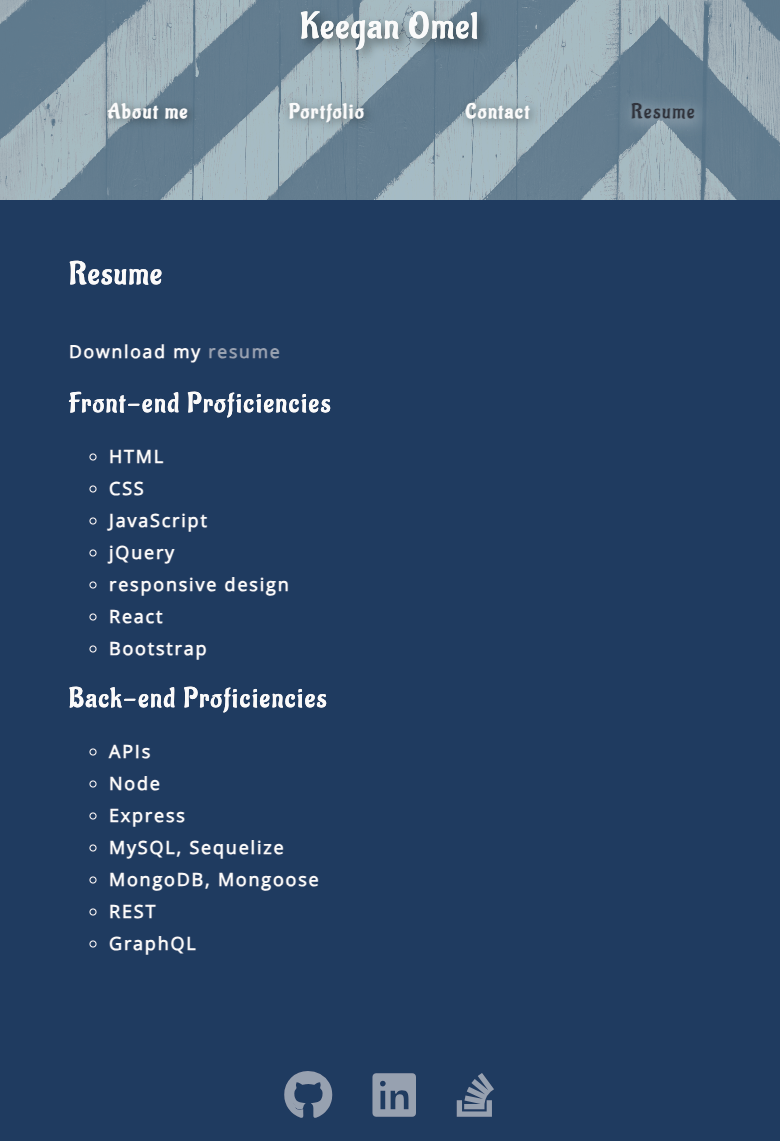 Keegan Omel
About me Portfolio Contact Resume
Resume
Download my resume
Front-end Proficiencies
HTML
CSS
JavaScript
jQuery
responsive design
React
Bootstrap
Back-end Proficiencies
APIs
Node
Express
MySQL, Sequelize
MongoDB, Mongoose
REST
GraphQL
in